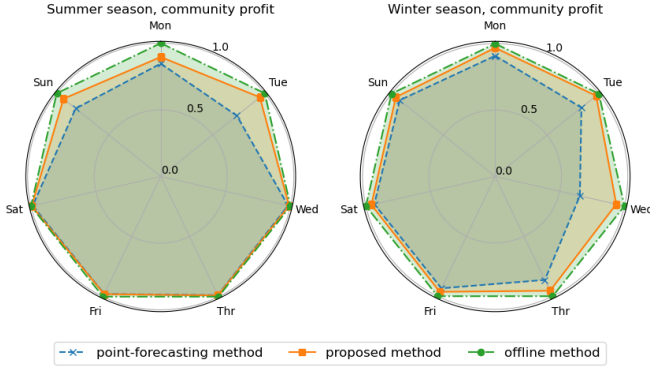 Summer season, community profit
Mon
Tue
Wed
Thr
Fri
Sat
Sun
0.0
0.5
1.0
Winter season, community profit
Mon
Tue
Wed
Thr
Fri
Sat
Sun
0.0
0.5
1.0
point-forecasting method
proposed method
offline method